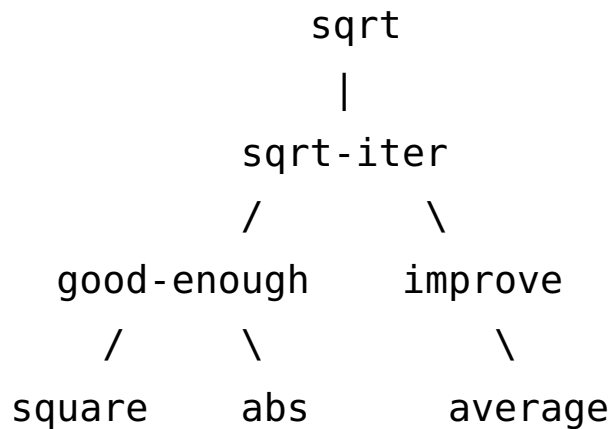 sqrt
|
sqrt-iter
/ \
good-enough improve
/ \ \
square abs average